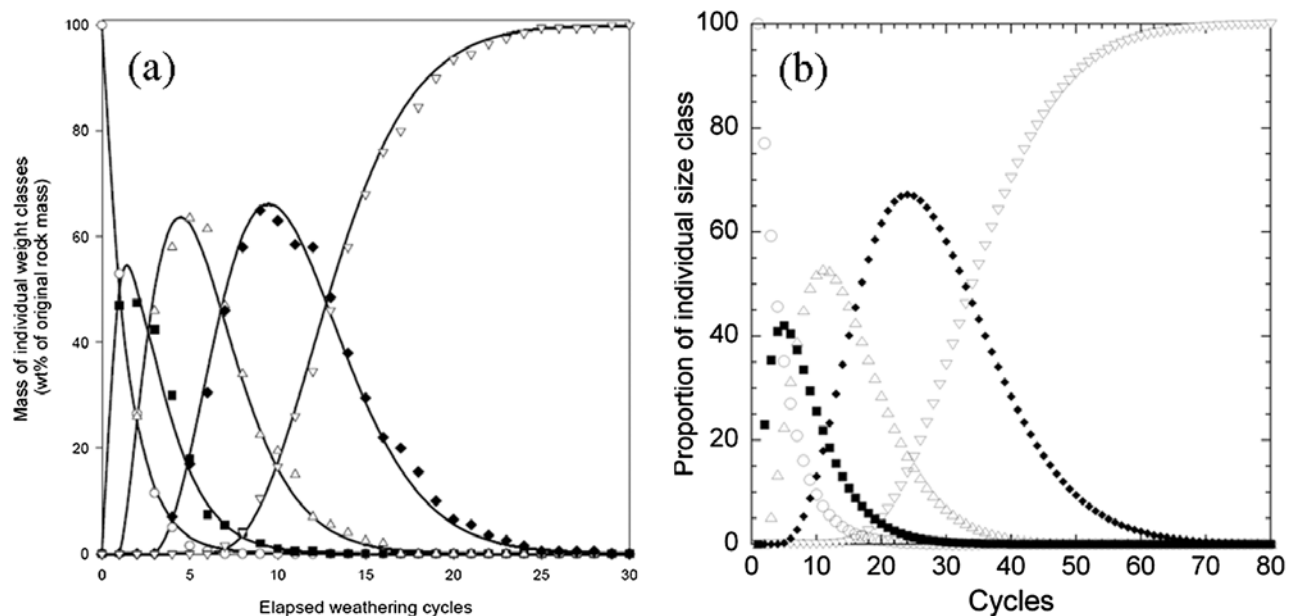 (a)
Mass of individual weight classes
(wt% of original rock mass)
100
80
60
40
20
0
0 5 10 15 20 25 30
Elapsed weathering cycles
(b)
Proportion of individual size class
100
80
60
40
20
0
0 10 20 30 40 50 60 70 80
Cycles